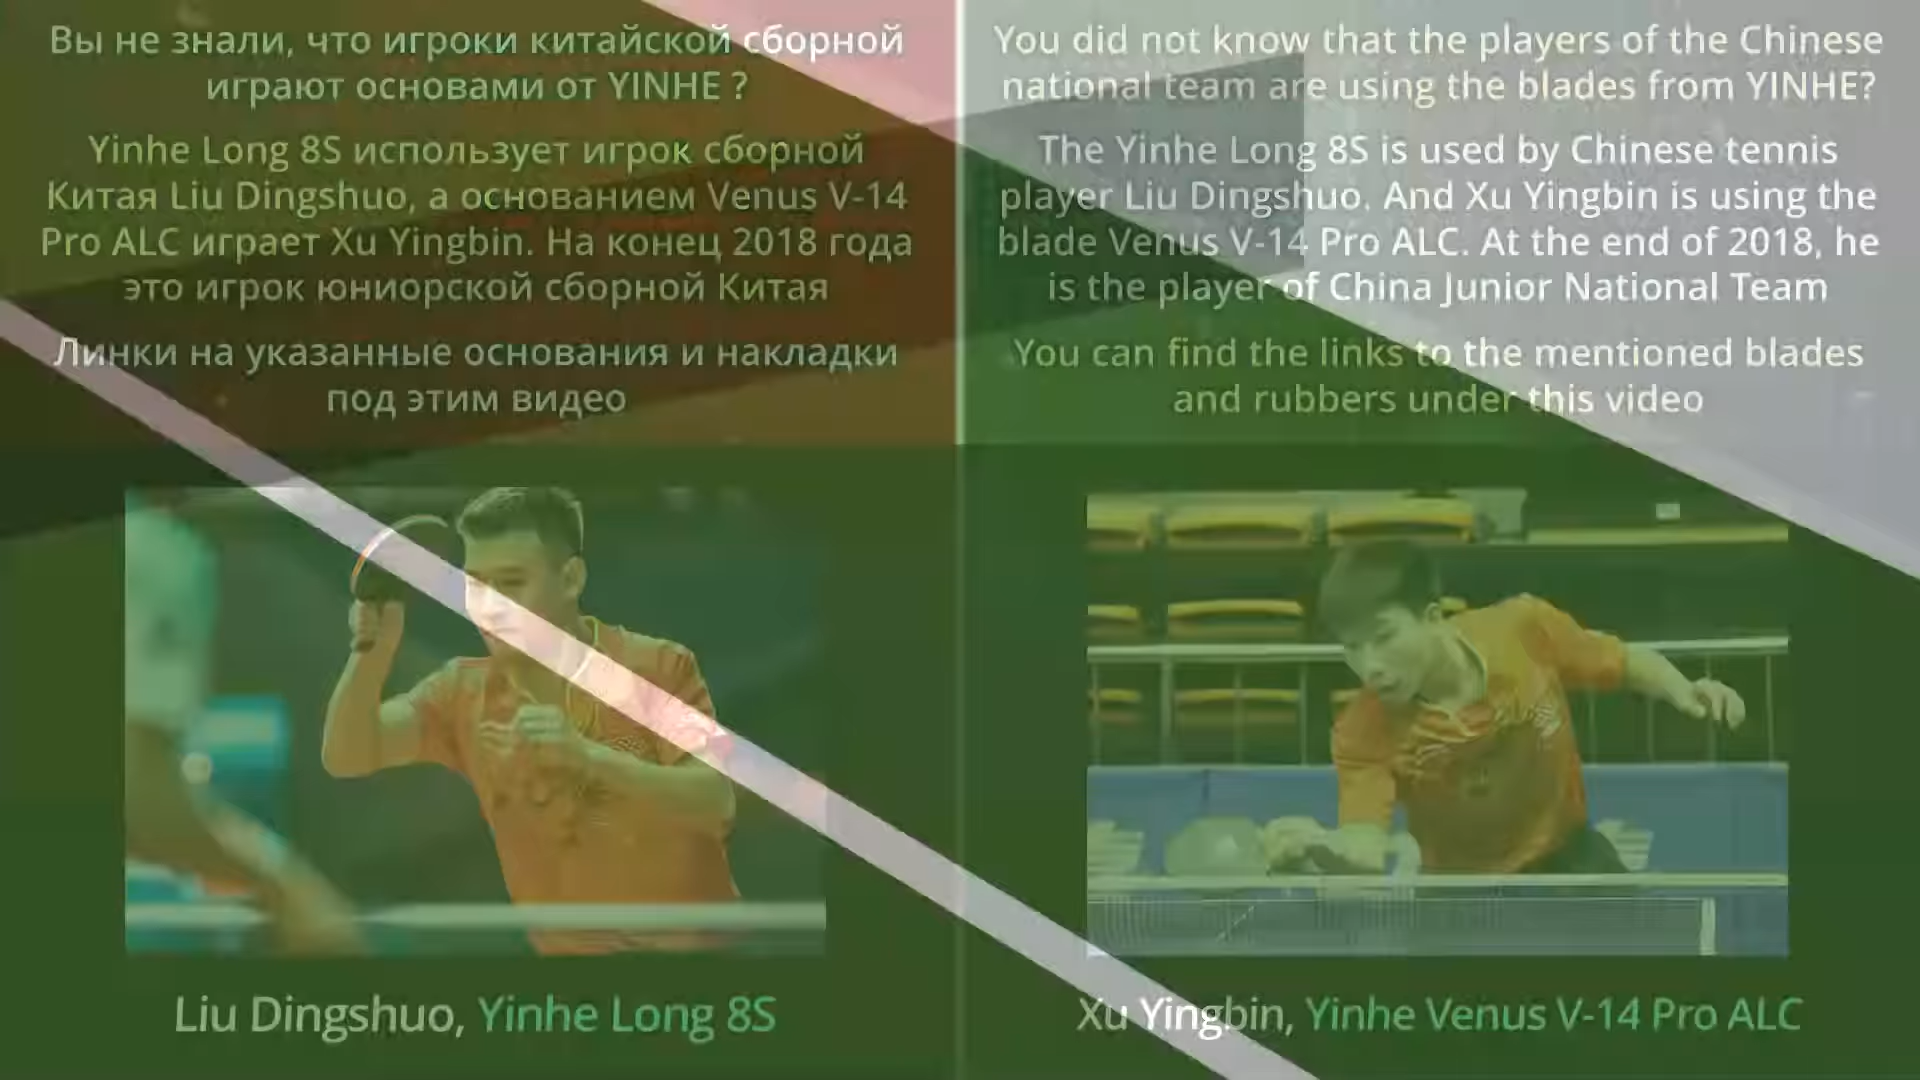 Вы не знали, что игроки китайской сборной
играют основами от YINHE ?
Yinhe Long 8S использует игрок сборной
Китая Liu Dingshuo, а основанием Venus V-14
Pro ALC играет Xu Yingbin. На конец 2018 года
это игрок юниорской сборной Китая
Линки на указанные основания и накладки
под этим видео
You did not know that the players of the Chinese
national team are using the blades from YINHE?
The Yinhe Long 8S is used by Chinese tennis
player Liu Dingshuo. And Xu Yingbin is using the
blade Venus V-14 Pro ALC. At the end of 2018, he
is the player of China Junior National Team
You can find the links to the mentioned blades
and rubbers under this video
Liu Dingshuo, Yinhe Long 8S
Xu Yingbin, Yinhe Venus V-14 Pro ALC